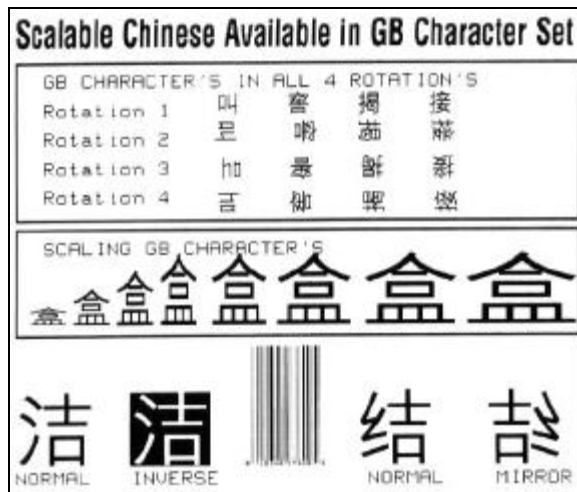 Scalable Chinese Available in GB Character Set
GB CHARACTER'S IN ALL 4 ROTATION'S
Rotation 1 叫 窖 揭 接
Rotation 2
Rotation 3
Rotation 4
SCALING GB CHARACTER'S
盒 盒 盒 盒 盒 盒 盒 盒
洁 洁 结 结
NORMAL INVERSE NORMAL MIRROR